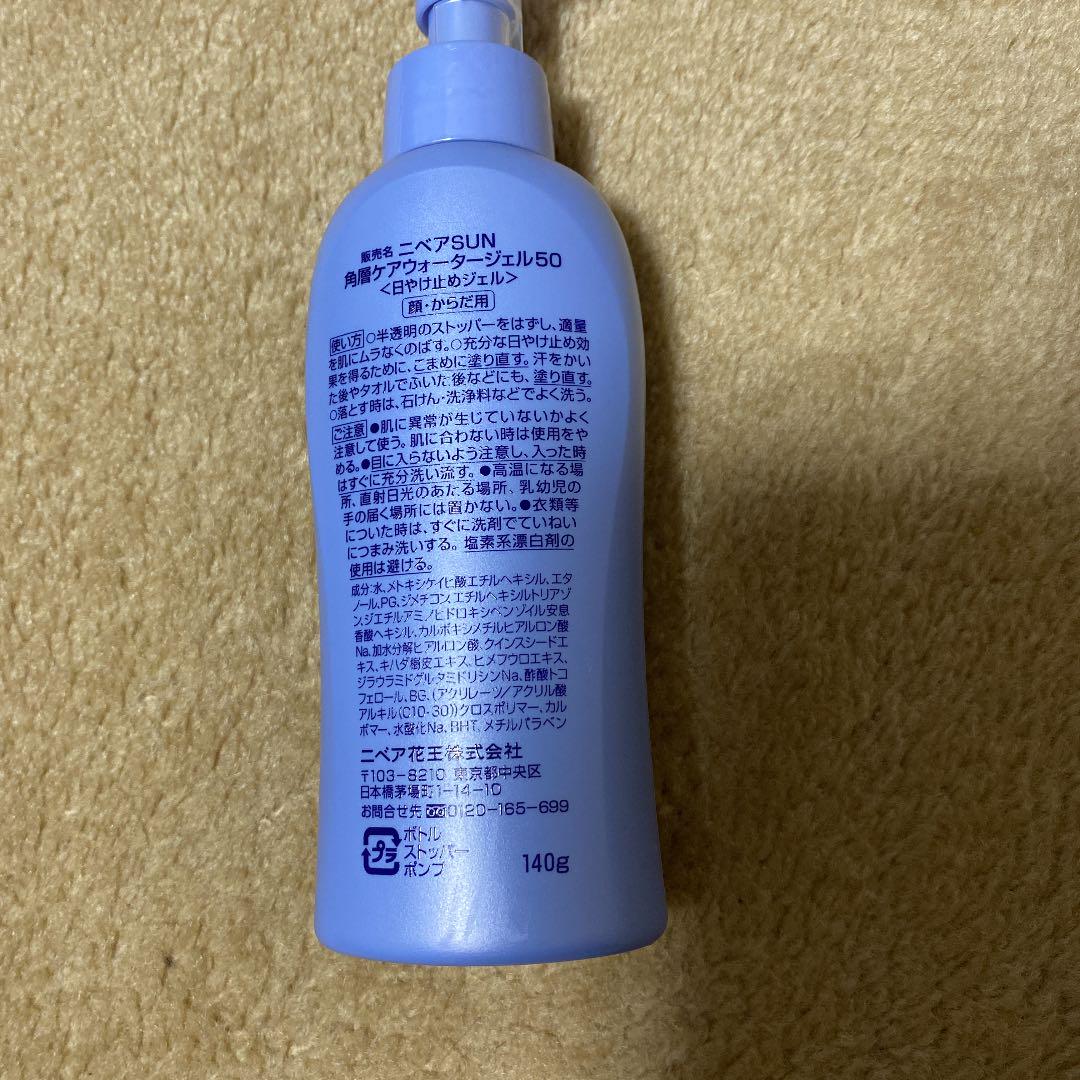 販売名 ニベアSUN
角層ケアウォータージェル50
＜日やけ止めジェル＞
顔・からだ用
使い方 ○半透明のストッパーをはずし、適量
を肌にムラなくのばす。○充分な日やけ止め効
果を得るために、こまめに塗り直す。汗をかい
た後やタオルでふいた後などにも、塗り直す。
○落とす時は、石けん・洗浄料などでよく洗う。
ご注意 ●肌に異常が生じていないかよく
注意して使う。肌に合わない時は使用をや
める。●目に入らないよう注意し、入った時
はすぐに充分洗い流す。●高温になる場
所、直射日光のあたる場所、乳幼児の
手の届く場所には置かない。●衣類等
についた時は、すぐに洗剤でていねい
につまみ洗いする。塩素系漂白剤の
使用は避ける。
成分：水、メトキシケイヒ酸エチルヘキシル、エタ
ノール、PG、ジメチコン、エチルヘキシルトリアゾ
ン、ジエチルアミノヒドロキシベンゾイル安息
香酸ヘキシル、カルボキシメチルヒアルロン酸
Na、加水分解ヒアルロン酸、クインスシードエ
キス、キハダ樹皮エキス、ヒメフウロエキス、
ジラウラミドグルタミドリシンNa、酢酸トコ
フェロール、BG、(アクリレーツ/アクリル酸
アルキル(C10-30))クロスポリマー、カル
ボマー、水酸化Na、BHT、メチルパラベン
ニベア花王株式会社
〒103-8210 東京都中央区
日本橋茅場町1-14-10
お問合せ先 0120-165-699
プラ ボトル
ストッパー
ポンプ
140g